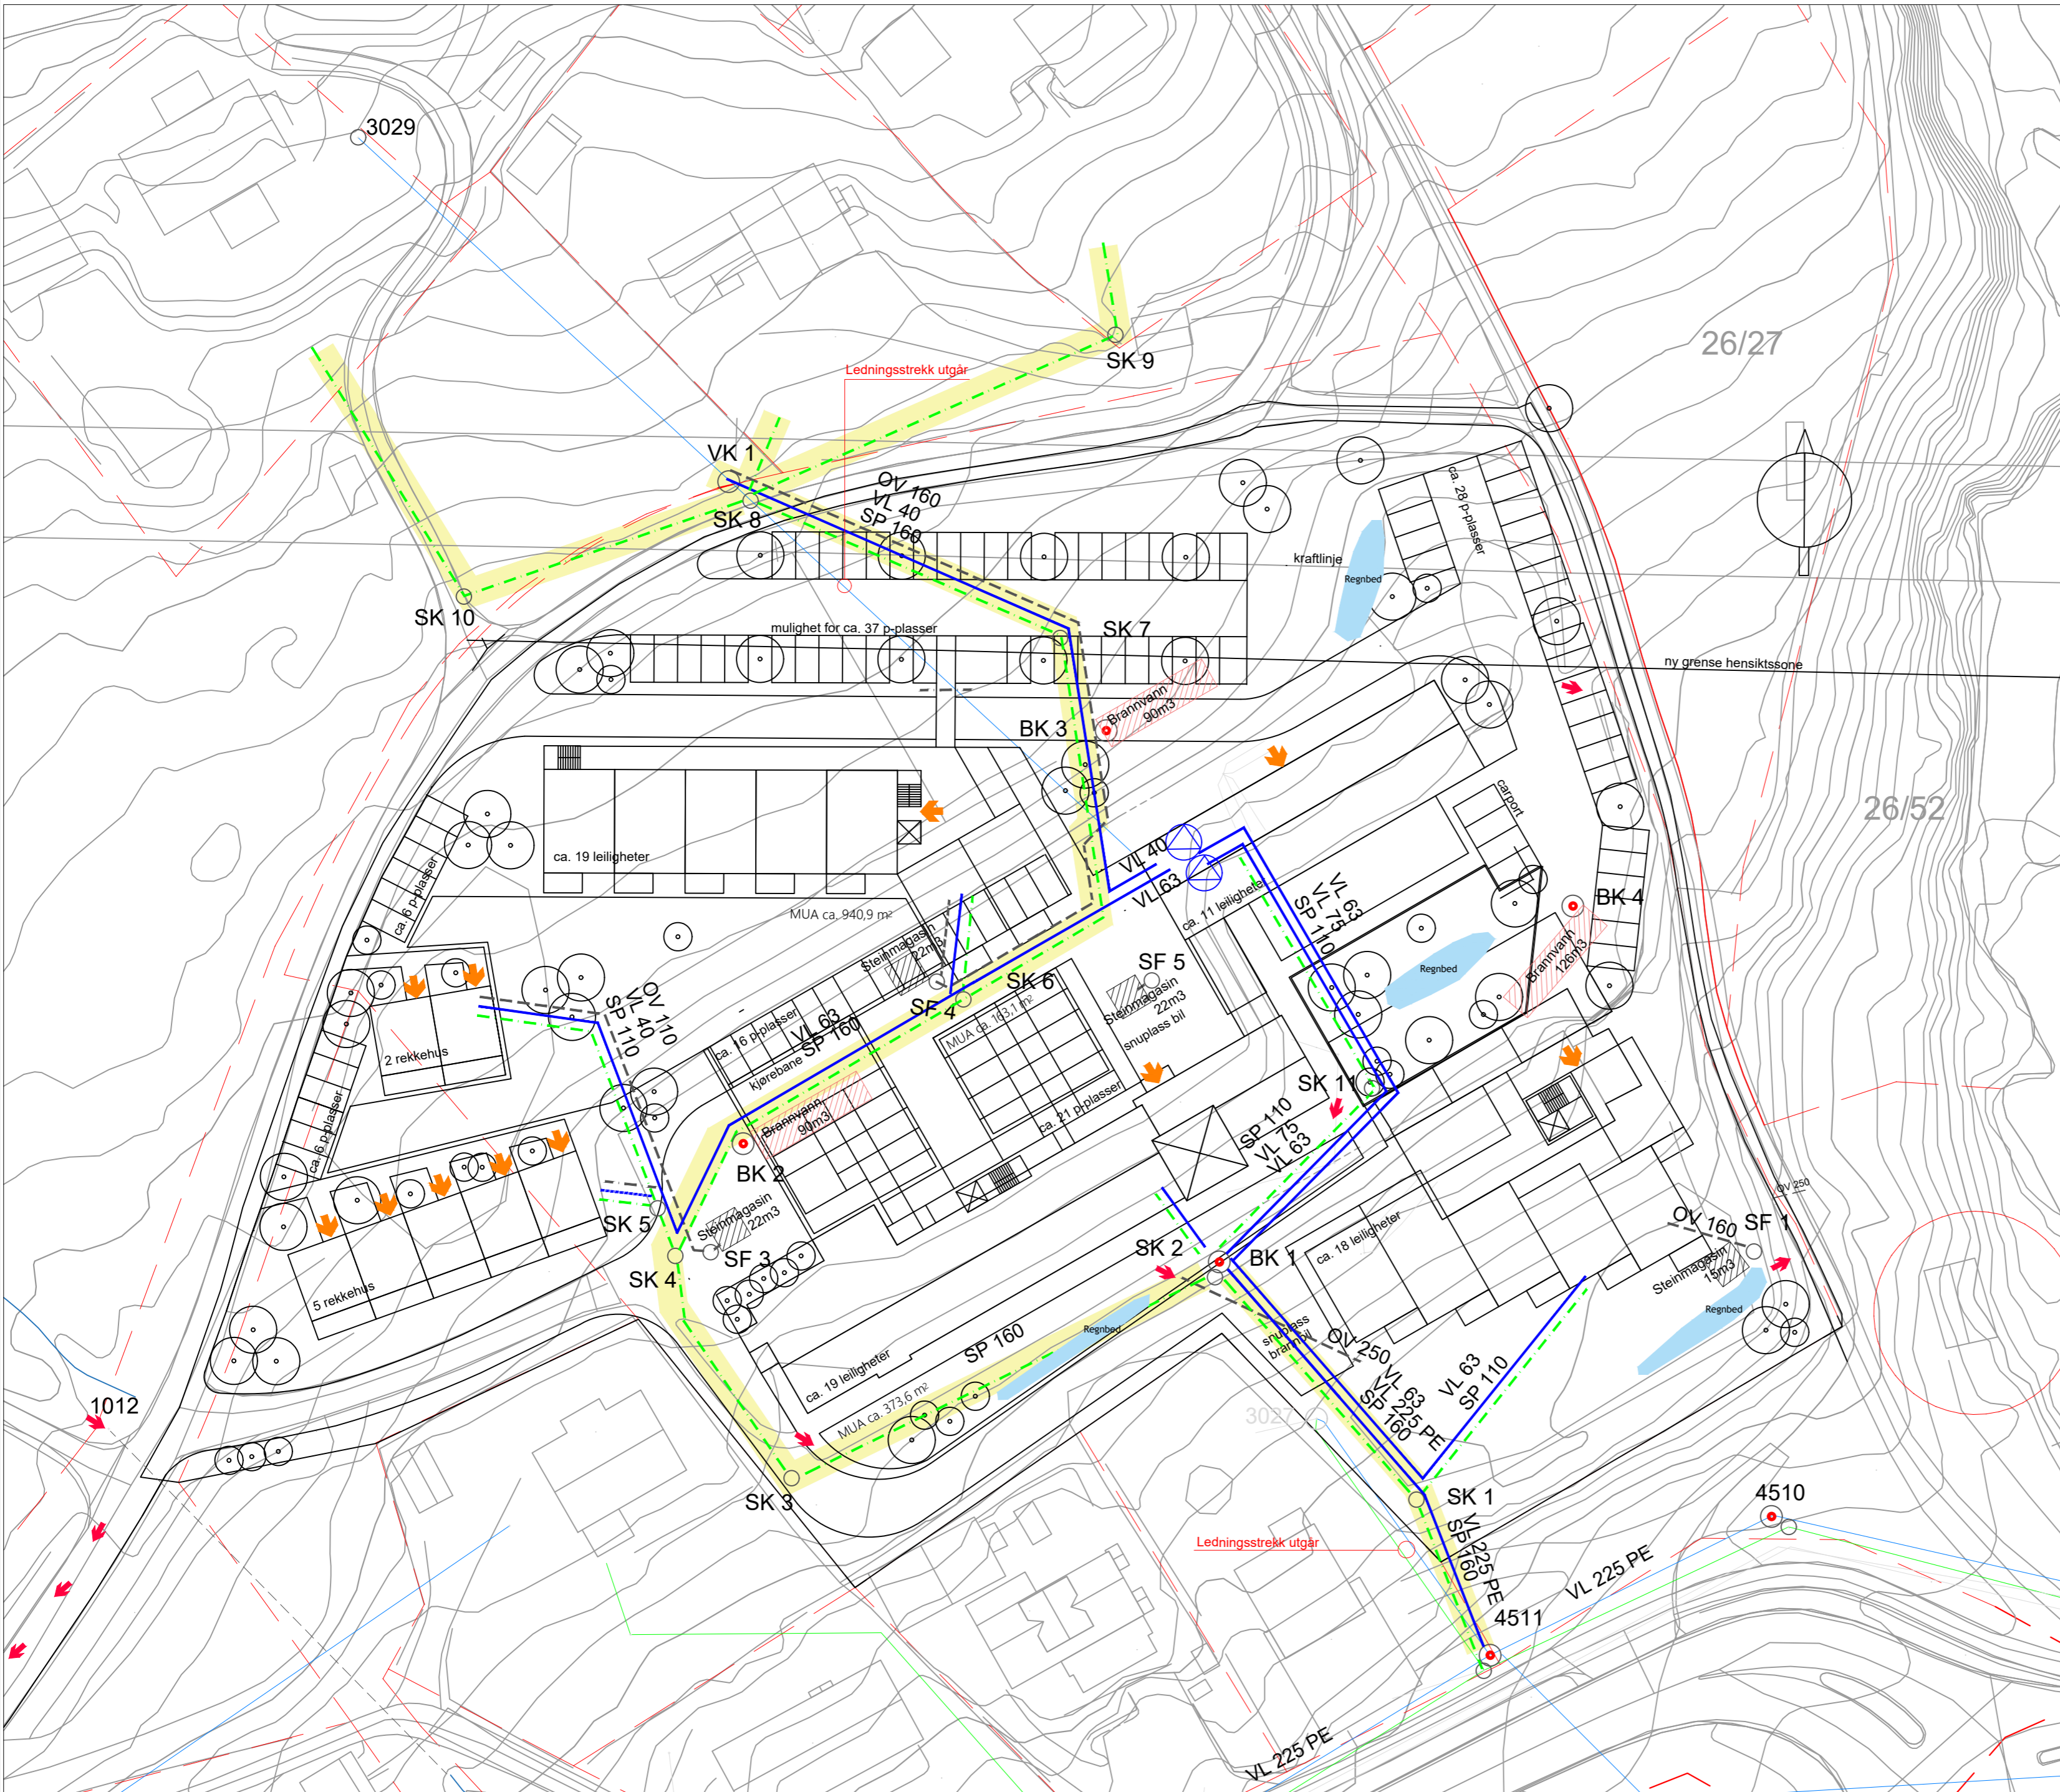 3029
26/27
SK 9
Ledningsstrekk utgår
VK 1
OV 160
VL 40
SP 160
SK 8
ca. 28 p-plasser
kraftlinje
Regnbed
SK 10
mulighet for ca. 37 p-plasser
SK 7
ny grense hensiktssone
Brannvann
90m3
BK 3
carport
26/52
ca. 19 leiligheter
ca. 6 p-plasser
VL 40
VL 63
ca. 11 leiligheter
VL 63
VL 75
SP 110
BK 4
MUA ca. 940,9 m²
Steinmagasin
22m3
Brannvann
126m3
Regnbed
SF 5
SK 6
SF 4
Steinmagasin
22m3
snuplass bil
OV 110
VL 40
SP 110
ca. 16 p-plasser
VL 63
kjørebane SP 160
MUA ca. 163,1 m²
2 rekkehus
ca. 6 p-plasser
Brannvann
90m3
ca. 21 p-plasser
SK 11
SP 110
VL 75
VL 63
BK 2
Steinmagasin
22m3
SK 5
SF 3
SK 4
5 rekkehus
SK 2
BK 1
ca. 18 leiligheter
OV 250
OV 160
SF 1
Steinmagasin
15m3
Regnbed
Regnbed
SP 160
snuplass
brannbil
OV 250
VL 63
VL 225 PE
SP 160
VL 63
SP 110
ca. 19 leiligheter
MUA ca. 373,6 m²
1012
3027
SK 3
SK 1
4510
VL 225 PE
SP 160
Ledningsstrekk utgår
VL 225 PE
4511
VL 225 PE